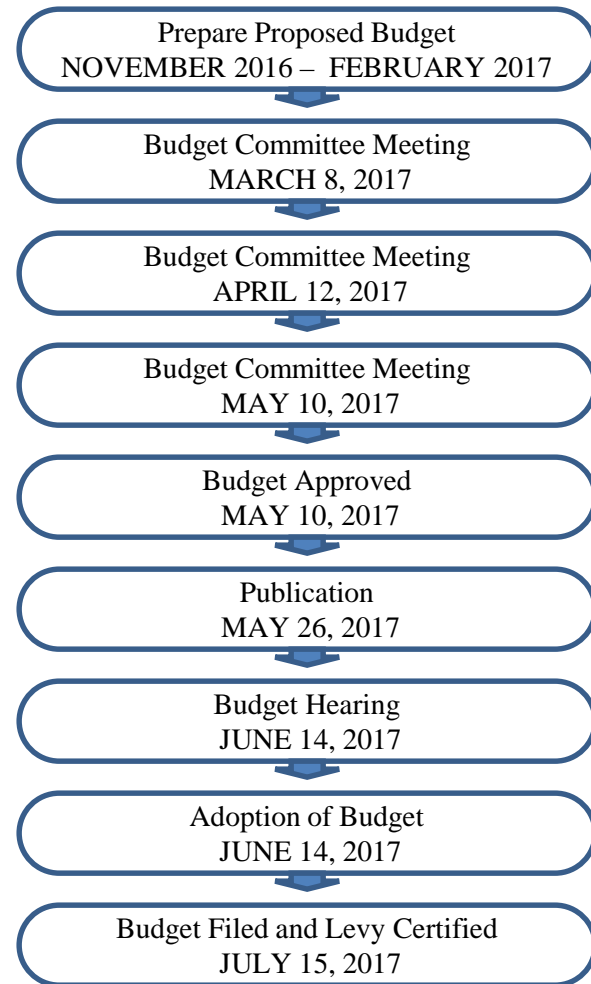 Prepare Proposed Budget
NOVEMBER 2016 – FEBRUARY 2017
Budget Committee Meeting
MARCH 8, 2017
Budget Committee Meeting
APRIL 12, 2017
Budget Committee Meeting
MAY 10, 2017
Budget Approved
MAY 10, 2017
Publication
MAY 26, 2017
Budget Hearing
JUNE 14, 2017
Adoption of Budget
JUNE 14, 2017
Budget Filed and Levy Certified
JULY 15, 2017